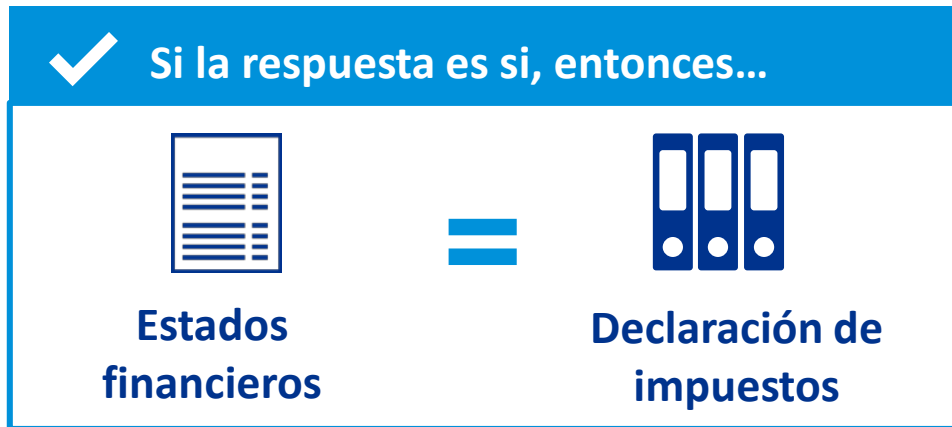 Si la respuesta es si, entonces…
Estados
financieros
=
Declaración de
impuestos